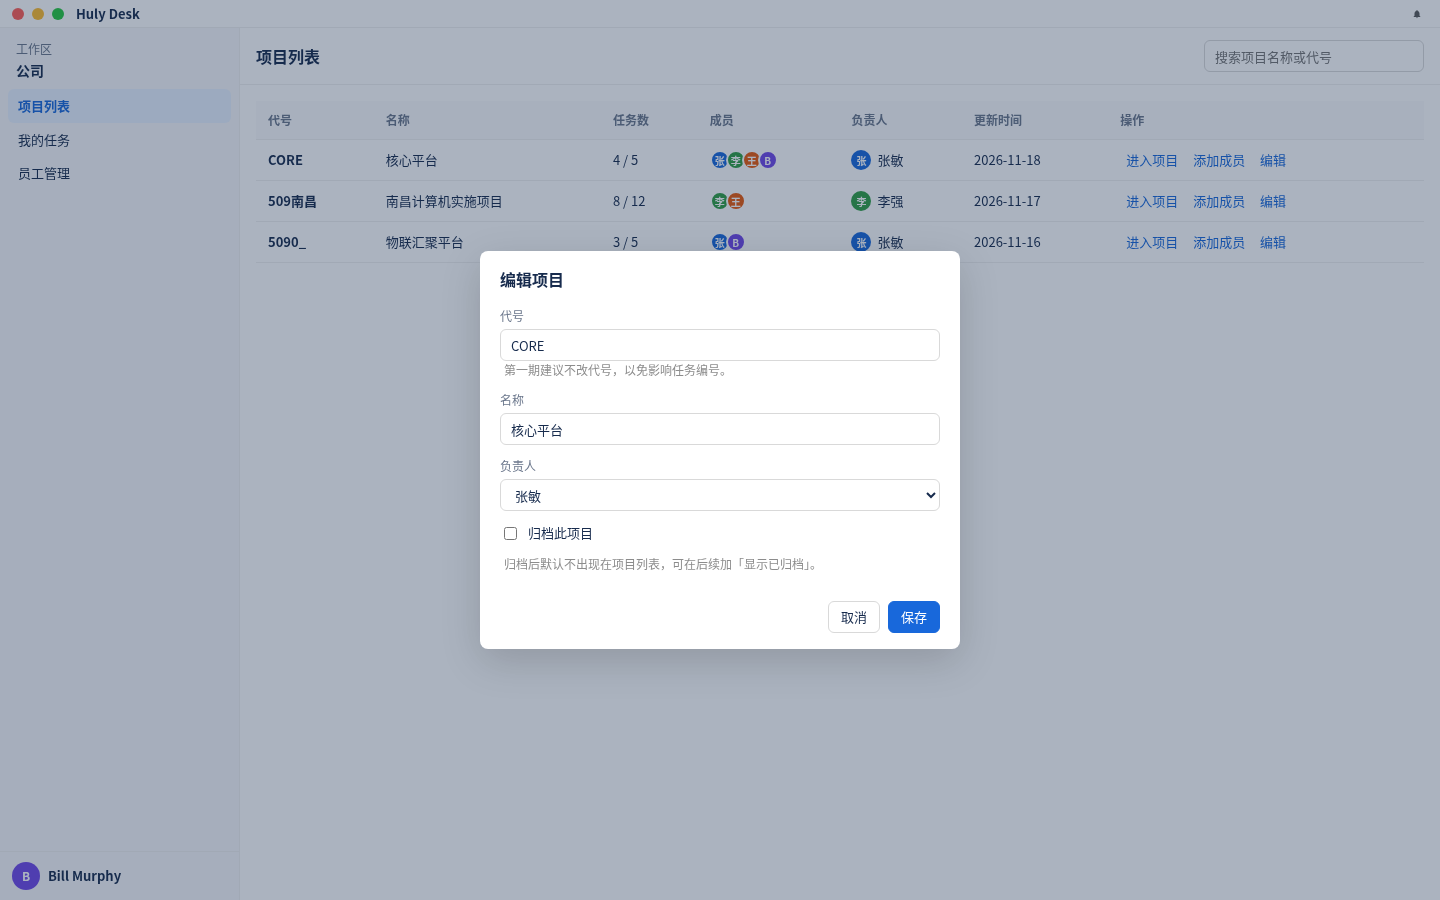 Huly Desk
工作区
公司
项目列表
我的任务
员工管理
B Bill Murphy
项目列表
搜索项目名称或代号
代号 名称 任务数 成员 负责人 更新时间 操作
CORE 核心平台 4 / 5 张 李 王 B 张 张敏 2026-11-18 进入项目 添加成员 编辑
509南昌 南昌计算机实施项目 8 / 12 李 王 李 李强 2026-11-17 进入项目 添加成员 编辑
5090_ 物联汇聚平台 3 / 5 张 B 张 张敏 2026-11-16 进入项目 添加成员 编辑
编辑项目
代号
CORE
第一期建议不改代号，以免影响任务编号。
名称
核心平台
负责人
张敏
归档此项目
归档后默认不出现在项目列表，可在后续加「显示已归档」。
取消 保存